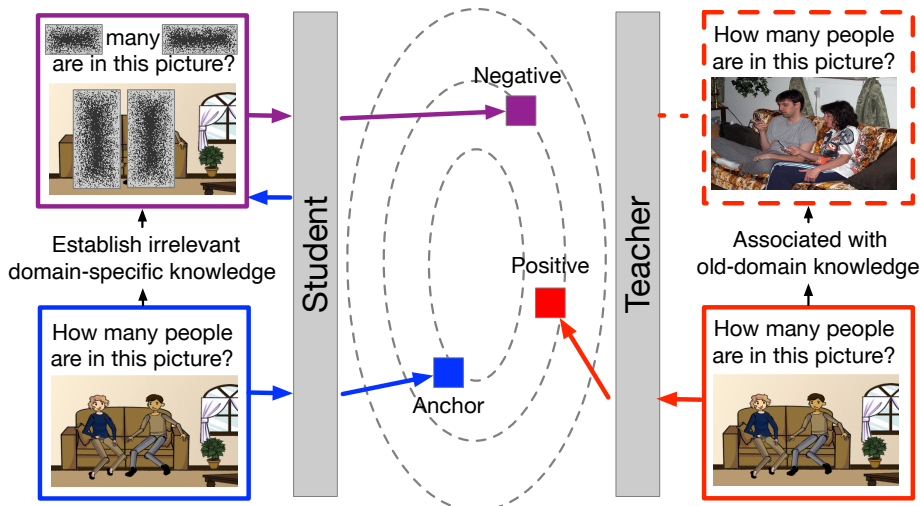 many
are in this picture?
Establish irrelevant
domain-specific knowledge
How many people
are in this picture?
Student
Negative
Positive
Anchor
Teacher
How many people
are in this picture?
Associated with
old-domain knowledge
How many people
are in this picture?